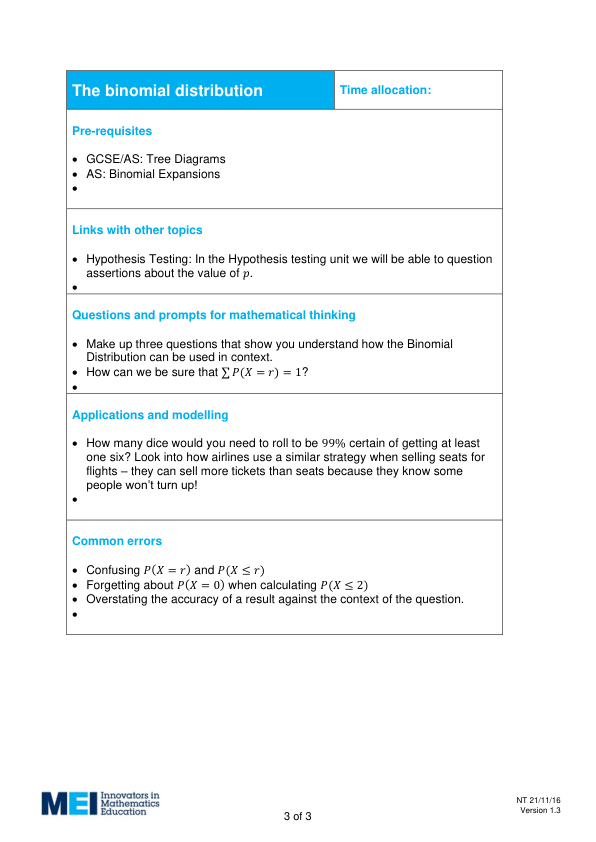 The binomial distribution
Time allocation:
Pre-requisites
• GCSE/AS: Tree Diagrams
• AS: Binomial Expansions
•
Links with other topics
• Hypothesis Testing: In the Hypothesis testing unit we will be able to question
assertions about the value of 𝑝.
•
Questions and prompts for mathematical thinking
• Make up three questions that show you understand how the Binomial
Distribution can be used in context.
• How can we be sure that ∑ 𝑃(𝑋 = 𝑟) = 1?
•
Applications and modelling
• How many dice would you need to roll to be 99% certain of getting at least
one six? Look into how airlines use a similar strategy when selling seats for
flights – they can sell more tickets than seats because they know some
people won’t turn up!
•
Common errors
• Confusing 𝑃(𝑋 = 𝑟) and 𝑃(𝑋 ≤ 𝑟)
• Forgetting about 𝑃(𝑋 = 0) when calculating 𝑃(𝑋 ≤ 2)
• Overstating the accuracy of a result against the context of the question.
•
MEI Innovators in
Mathematics
Education
3 of 3
NT 21/11/16
Version 1.3